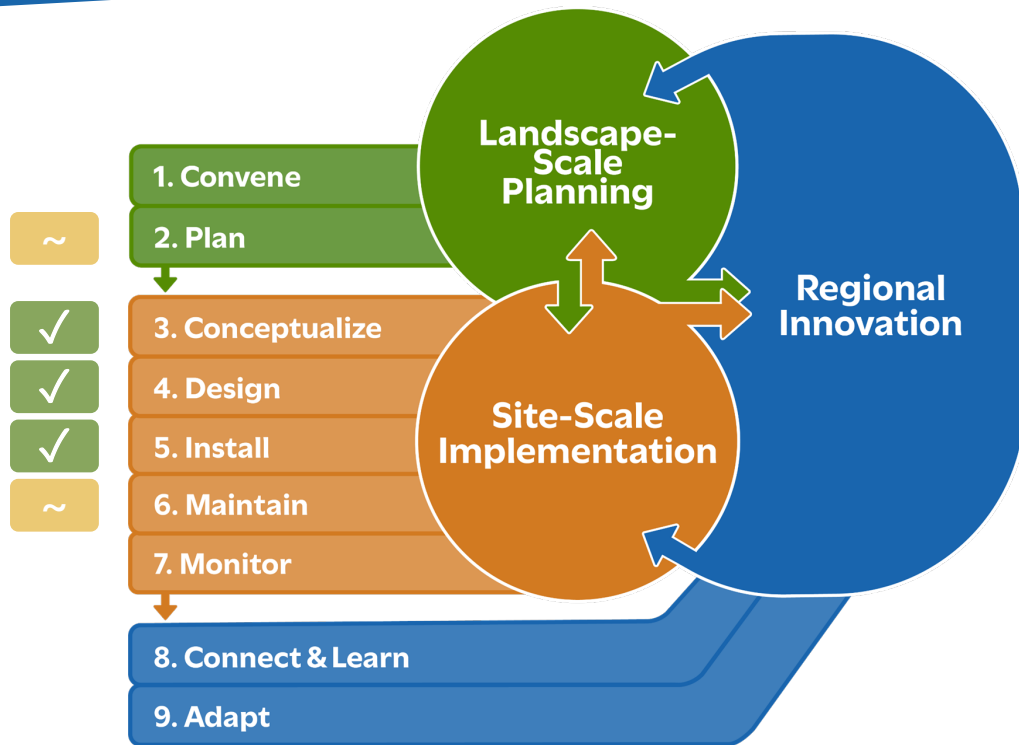 Landscape-
Scale
Planning
1. Convene
~
2. Plan
Regional
Innovation
✓
3. Conceptualize
✓
4. Design
Site-Scale
Implementation
✓
5. Install
~
6. Maintain
7. Monitor
8. Connect & Learn
9. Adapt